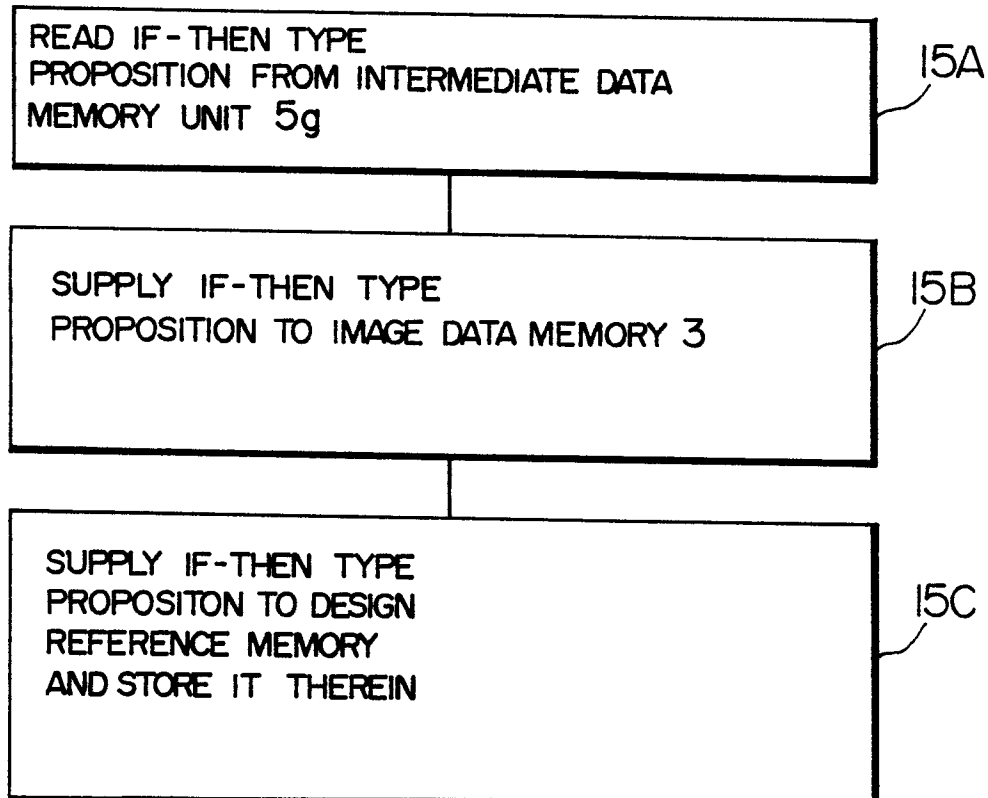 READ IF-THEN TYPE
PROPOSITION FROM INTERMEDIATE DATA
MEMORY UNIT 5g
15A
SUPPLY IF-THEN TYPE
PROPOSITION TO IMAGE DATA MEMORY 3
15B
SUPPLY IF-THEN TYPE
PROPOSITON TO DESIGN
REFERENCE MEMORY
AND STORE IT THEREIN
15C